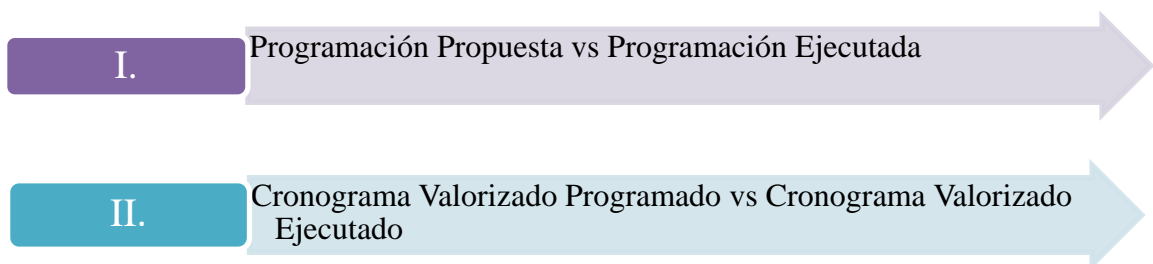 I.
Programación Propuesta vs Programación Ejecutada
II.
Cronograma Valorizado Programado vs Cronograma Valorizado
Ejecutado